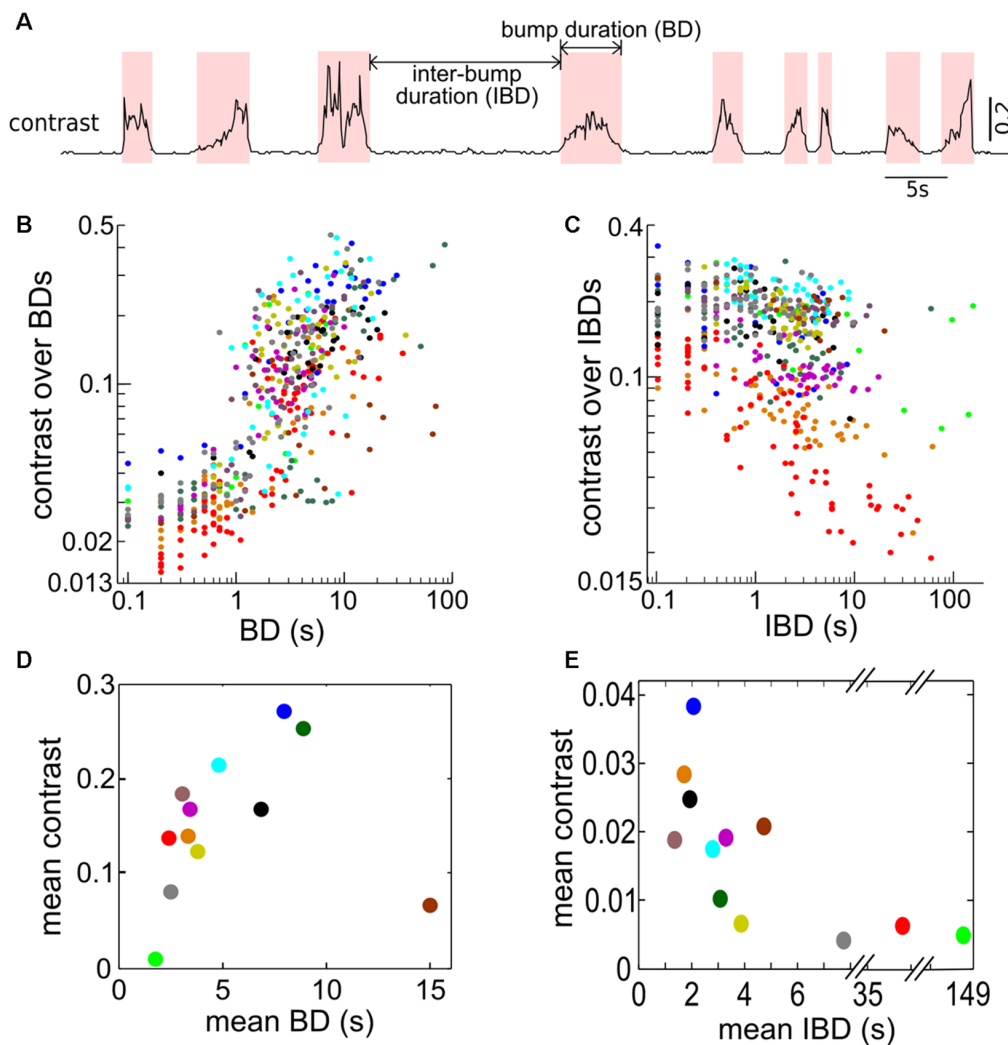 A
bump duration (BD)
inter-bump
duration (IBD)
contrast
0.2
5s
B
0.5
0.1
0.02
0.013
contrast over BDs
0.1
1
10
100
BD (s)
C
0.4
0.1
0.015
contrast over IBDs
0.1
1
10
100
IBD (s)
D
0.3
0.2
0.1
0
mean contrast
0
5
10
15
mean BD (s)
E
0.04
0.03
0.02
0.01
0
mean contrast
0
2
4
6
35
149
mean IBD (s)